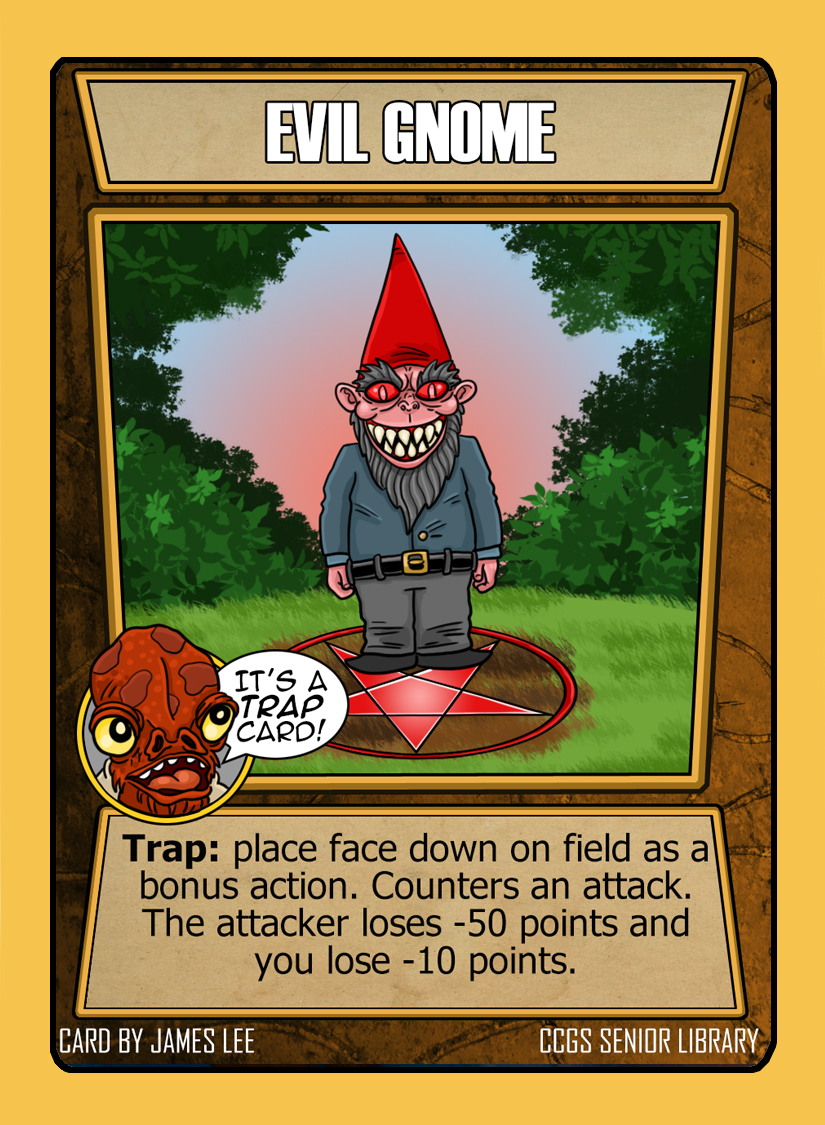 EVIL GNOME
IT'S A
TRAP
CARD!
Trap: place face down on field as a
bonus action. Counters an attack.
The attacker loses -50 points and
you lose -10 points.
CARD BY JAMES LEE
CCGS SENIOR LIBRARY